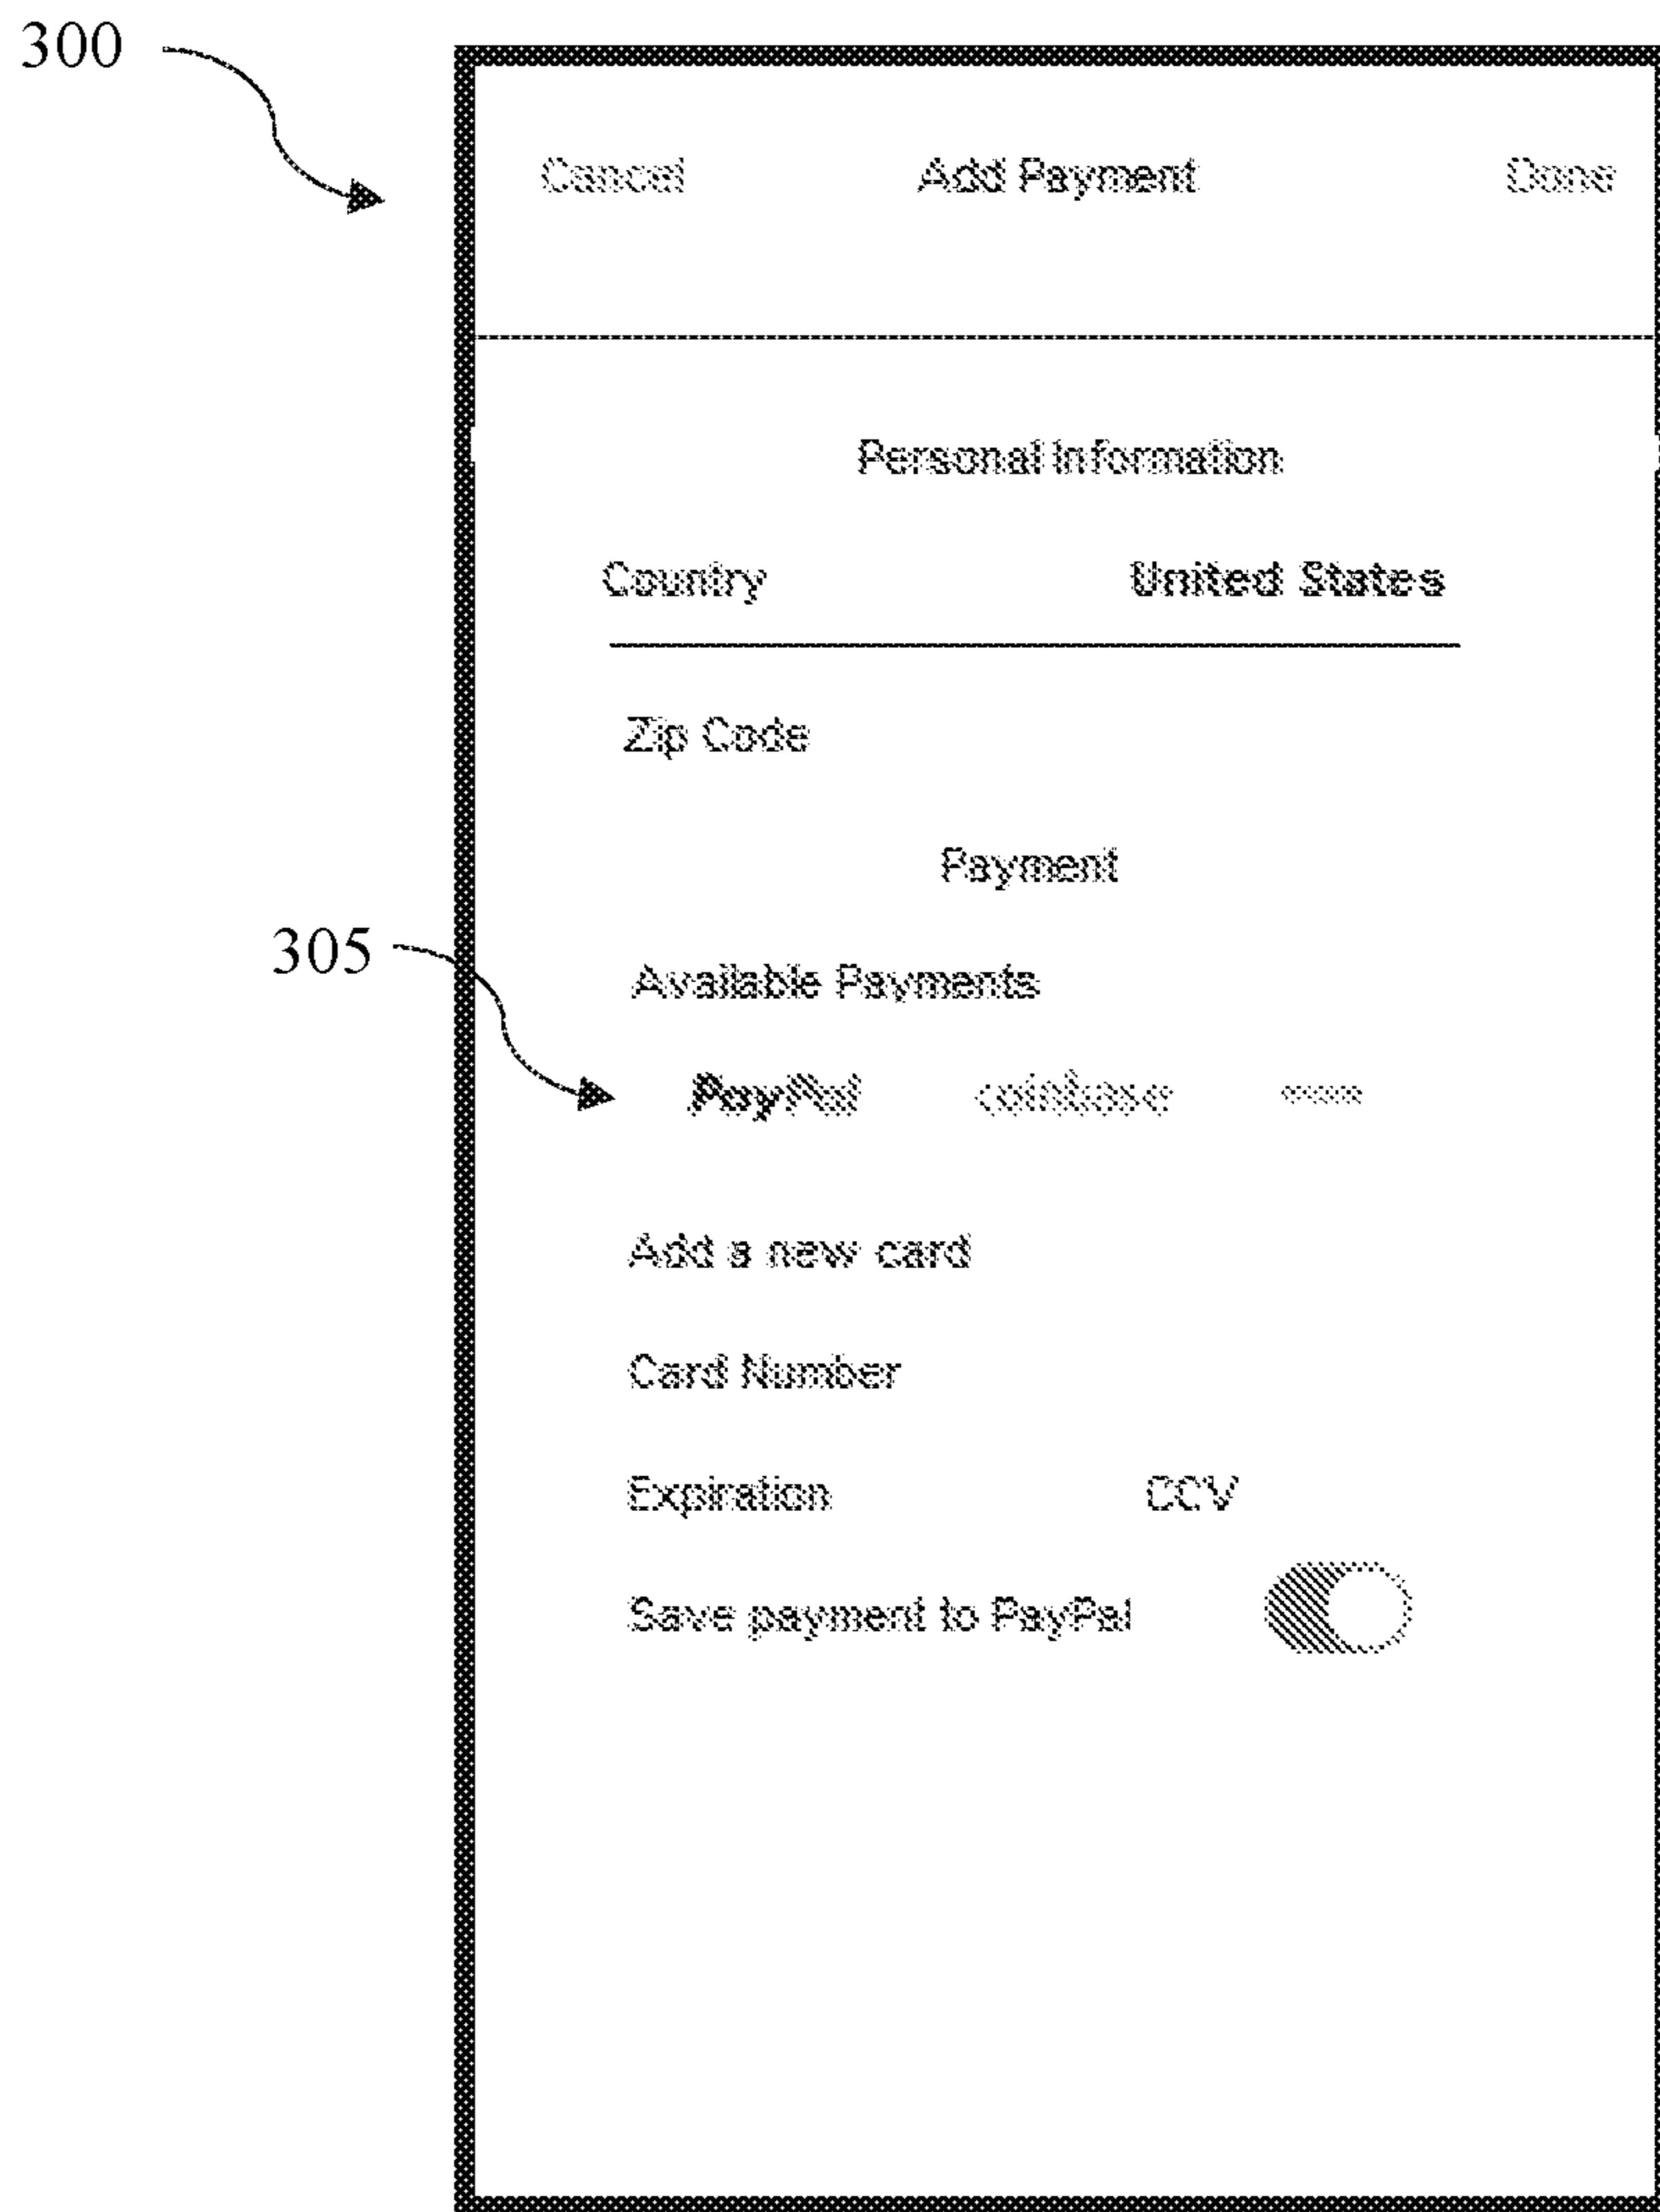 300
Cancel Add Payment Done
Personal Information
Country United States
Zip Code
Payment
305
Available Payments
PayPal coinbase
Add a new card
Card Number
Expiration CCV
Save payment to PayPal